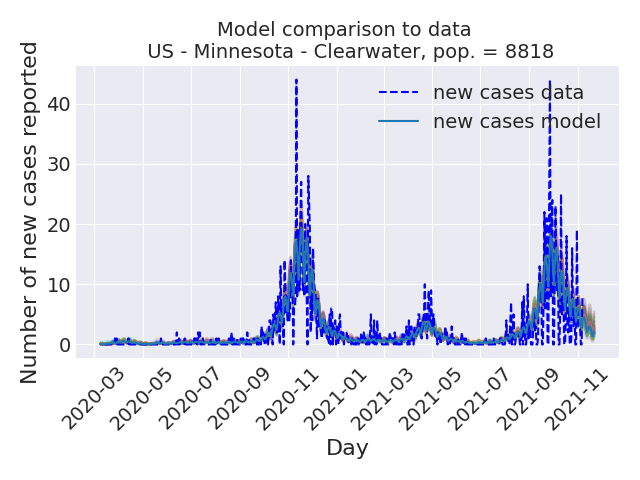 Model comparison to data
US - Minnesota - Clearwater, pop. = 8818
Number of new cases reported
40
30
20
10
0
new cases data
new cases model
2020-03
2020-05
2020-07
2020-09
2020-11
2021-01
2021-03
2021-05
2021-07
2021-09
2021-11
Day